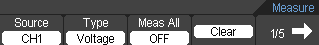 Measure
Source Type Meas All Clear 1/5
CH1 Voltage OFF